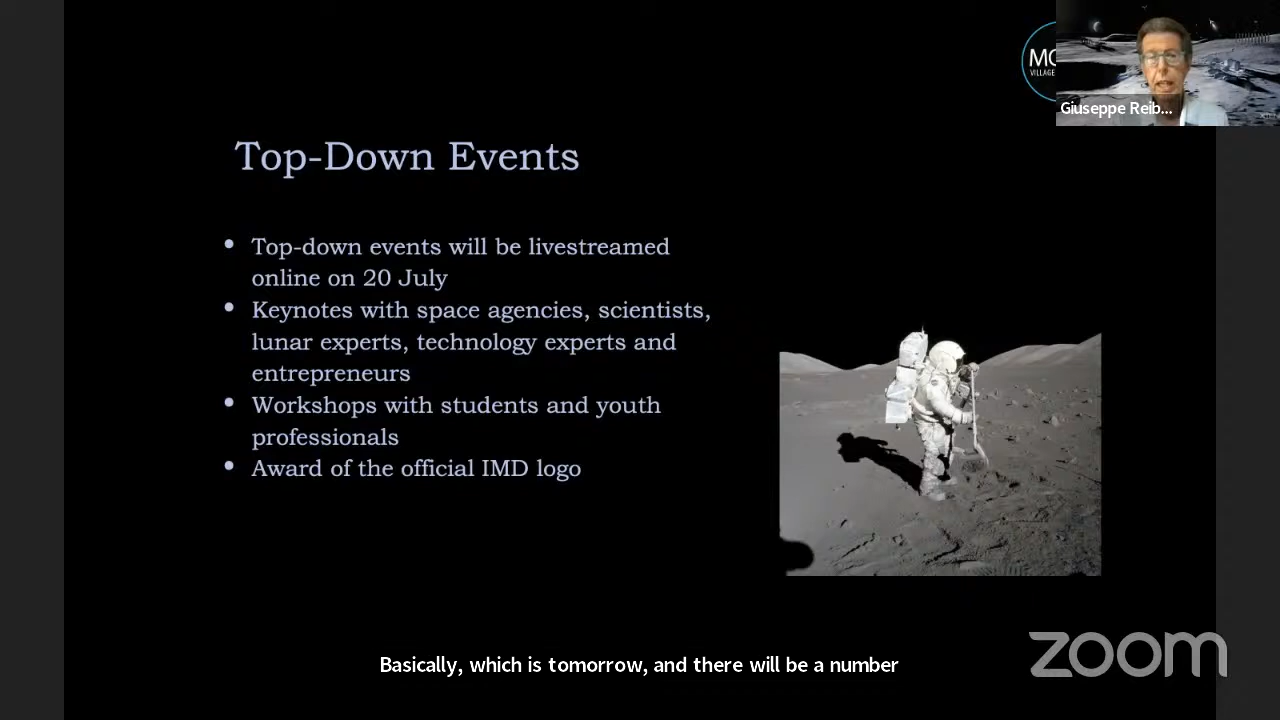 MO
VILLAGE
Giuseppe Reib...
Top-Down Events
• Top-down events will be livestreamed
online on 20 July
• Keynotes with space agencies, scientists,
lunar experts, technology experts and
entrepreneurs
• Workshops with students and youth
professionals
• Award of the official IMD logo
Basically, which is tomorrow, and there will be a number
zoom